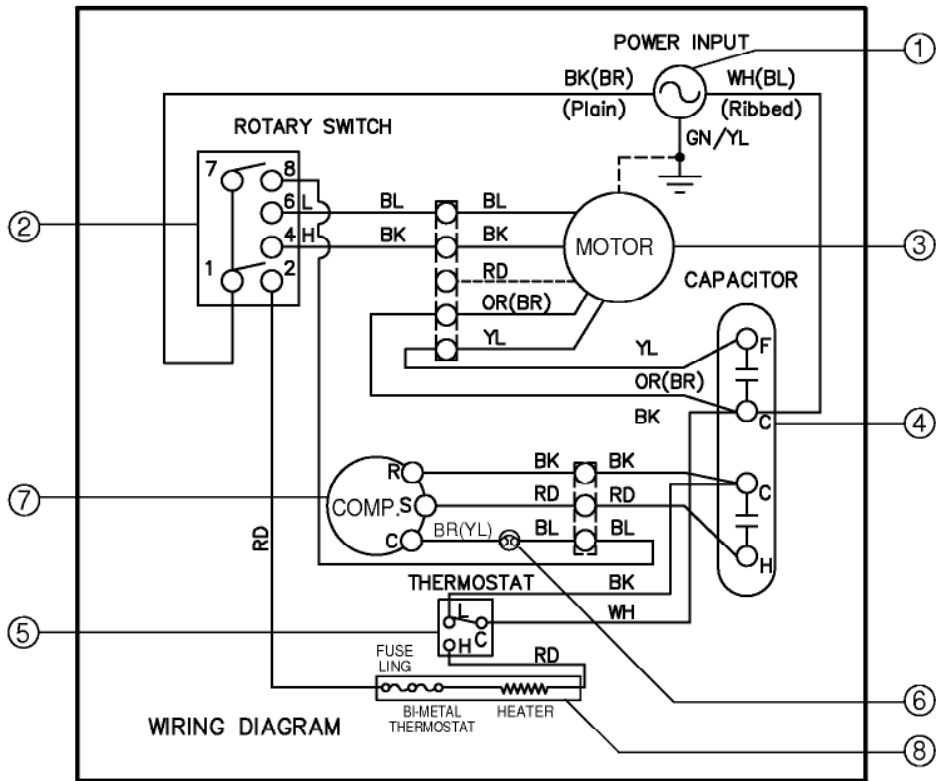 POWER INPUT
1
BK(BR)
WH(BL)
(Plain)
(Ribbed)
ROTARY SWITCH
GN/YL
7
8
2
6
L
BL
BL
4
H
BK
BK
MOTOR
3
1
2
RD
CAPACITOR
OR(BR)
YL
YL
F
OR(BR)
BK
C
4
R
BK
BK
C
7
COMP.
S
RD
RD
C
BR(YL)
BL
BL
RD
H
THERMOSTAT
BK
L
WH
5
C
H
FUSE
LING
RD
6
BI-METAL
THERMOSTAT
HEATER
WIRING DIAGRAM
8